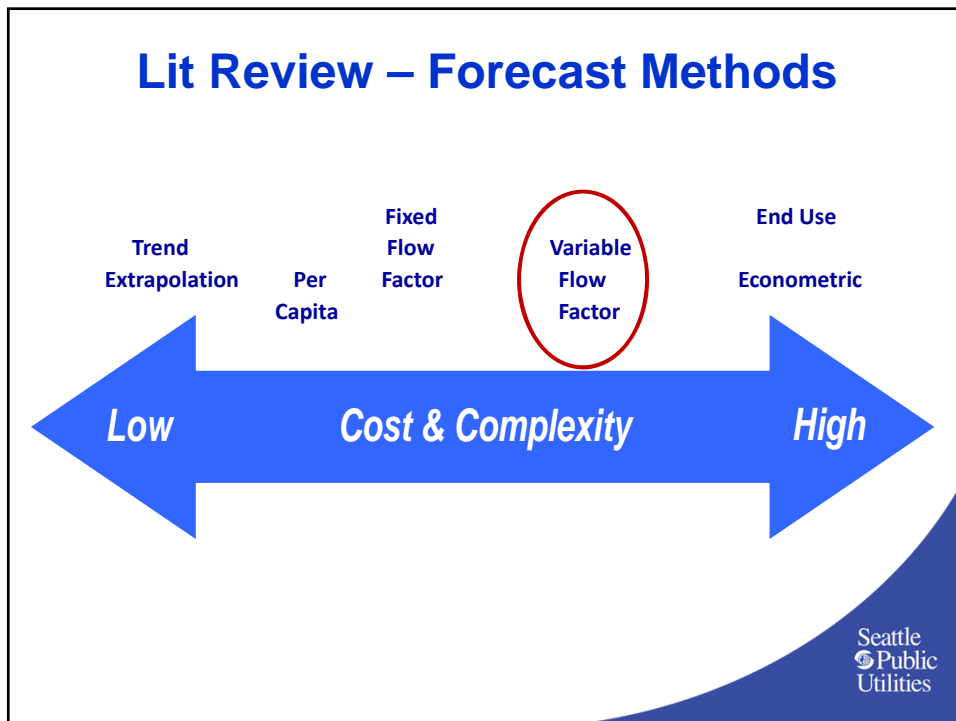 Lit Review – Forecast Methods
Trend
Extrapolation
Per
Capita
Fixed
Flow
Factor
Variable
Flow
Factor
End Use
Econometric
Low
Cost & Complexity
High
Seattle
Public
Utilities